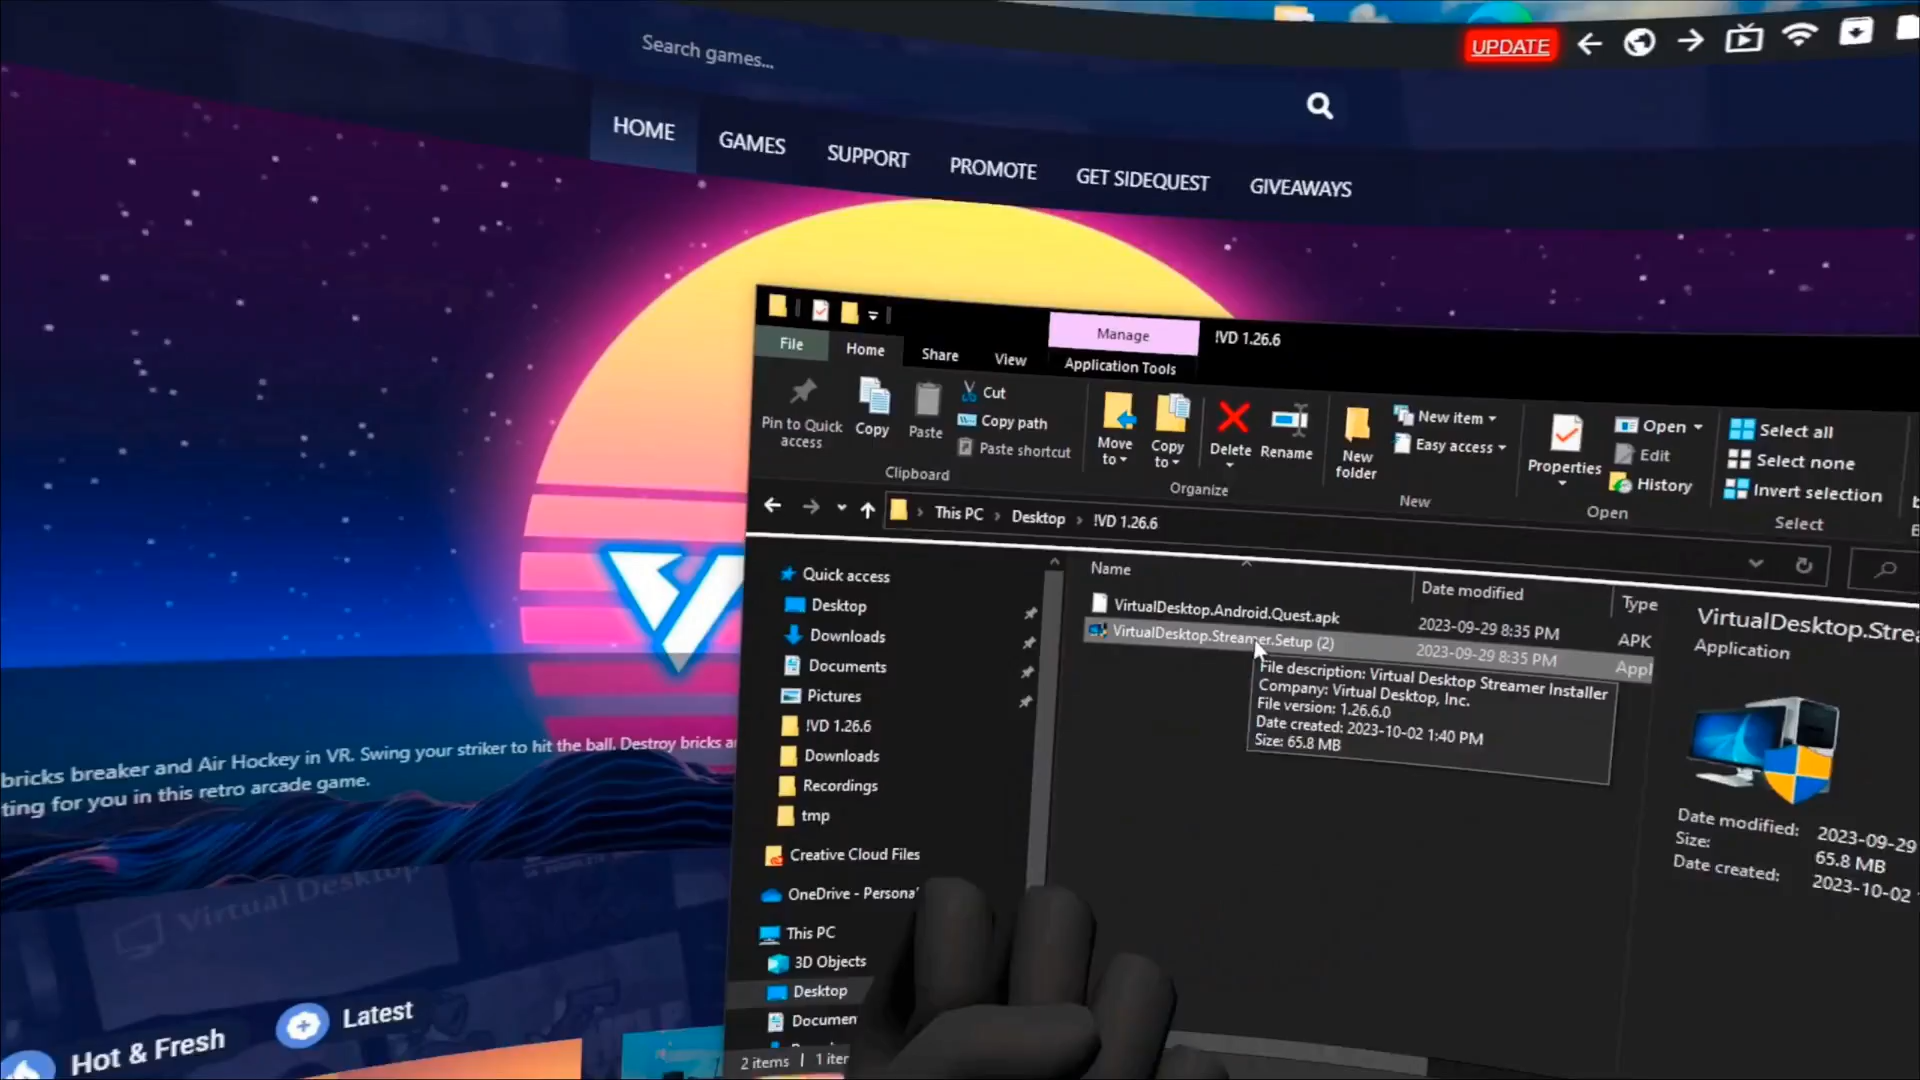 UPDATE
Search games...
HOME
GAMES
SUPPORT
PROMOTE
GET SIDEQUEST
GIVEAWAYS
Manage
!VD 1.26.6
File
Home
Share
View
Application Tools
Pin to Quick access
Copy
Paste
Cut
Copy path
Paste shortcut
Clipboard
Move to
Copy to
Delete
Rename
Organize
New folder
New item
Easy access
New
Properties
Open
Edit
History
Open
Select all
Select none
Invert selection
Select
This PC
Desktop
!VD 1.26.6
Name
Date modified
Type
VirtualDesktop.Android.Quest.apk
2023-09-29 8:35 PM
APK
VirtualDesktop.Streamer.Setup (2)
2023-09-29 8:35 PM
Appl
File description: Virtual Desktop Streamer Installer
Company: Virtual Desktop, Inc.
File version: 1.26.6.0
Date created: 2023-10-02 1:40 PM
Size: 65.8 MB
Quick access
Desktop
Downloads
Documents
Pictures
!VD 1.26.6
Downloads
Recordings
tmp
Creative Cloud Files
OneDrive - Personal
This PC
3D Objects
Desktop
Documen
2 items
1 iter
VirtualDesktop.Strea
Application
Date modified: 2023-09-29
Size: 65.8 MB
Date created: 2023-10-02
bricks breaker and Air Hockey in VR. Swing your striker to hit the ball. Destroy bricks a
ting for you in this retro arcade game.
Virtual Desktop
Hot & Fresh
Latest